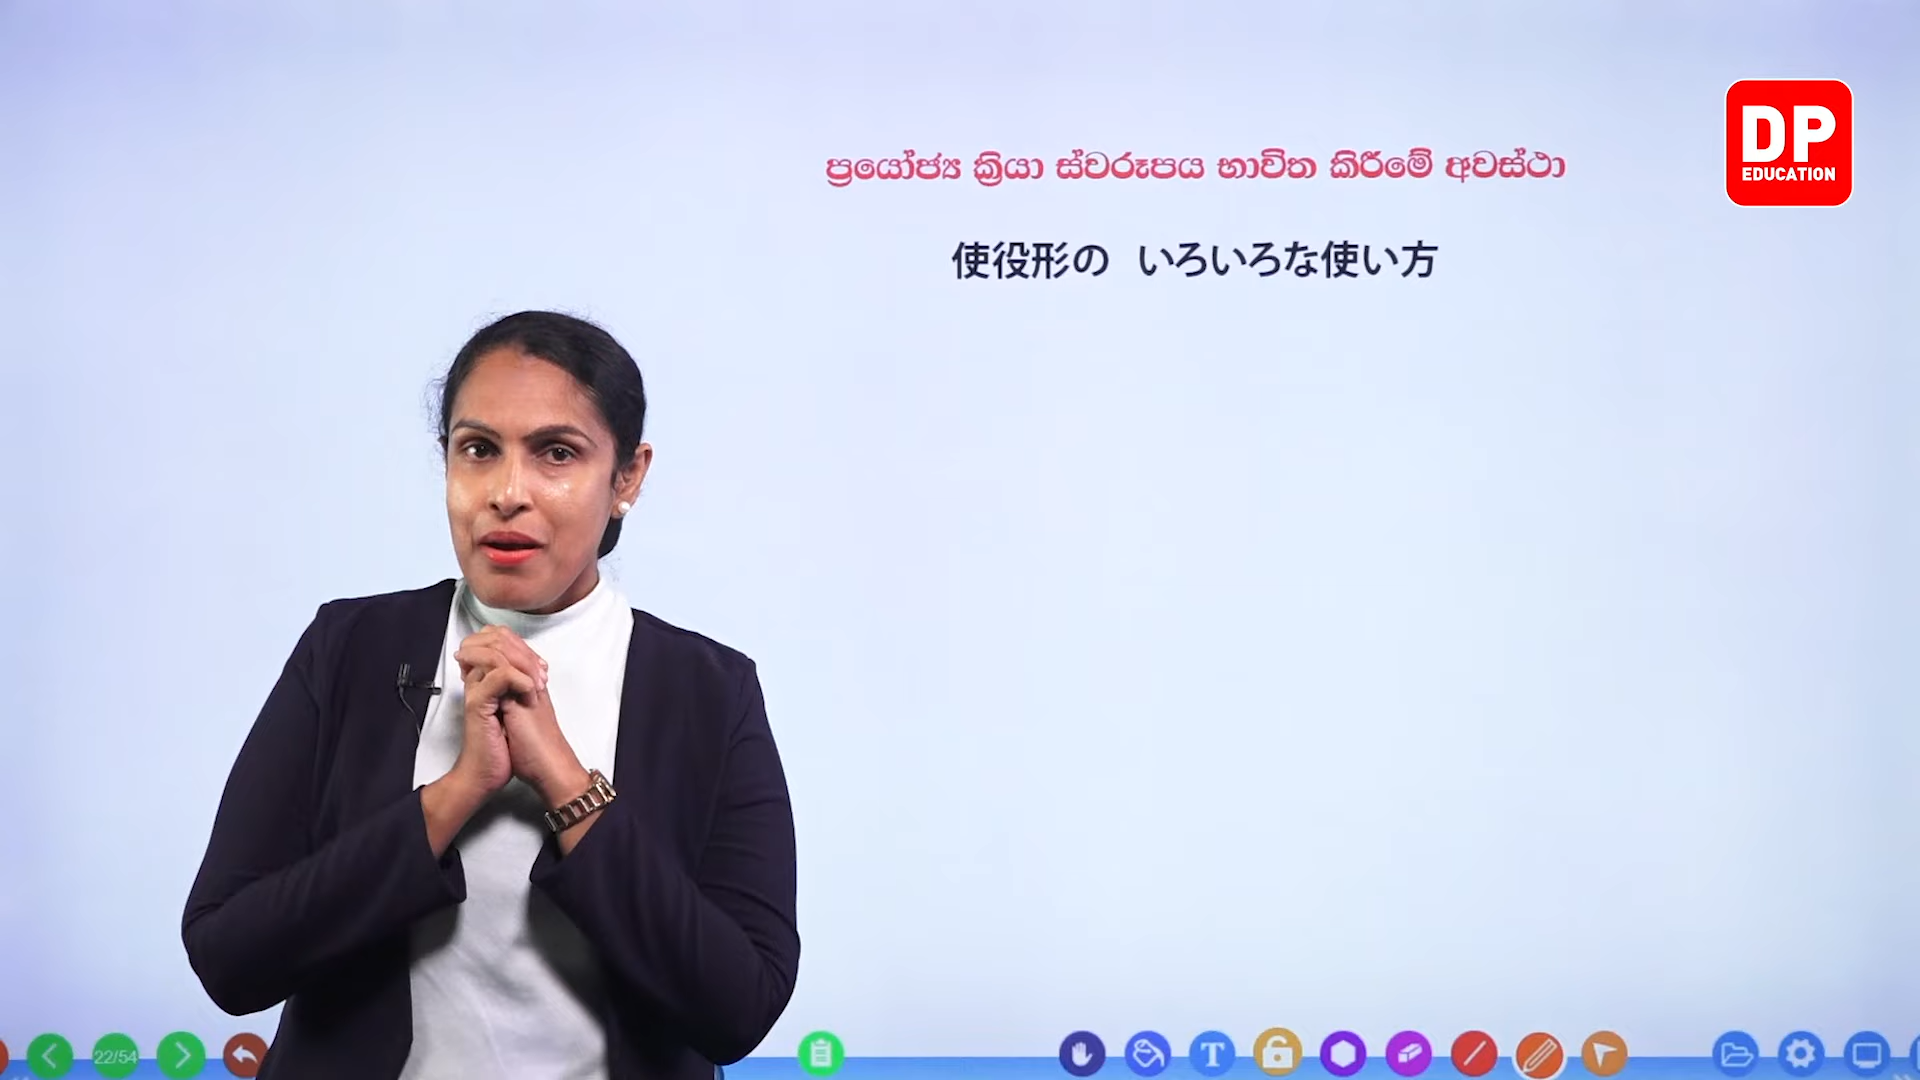 DP
EDUCATION
ප්‍රයෝජ්‍ය ක්‍රියා ස්වරූපය භාවිත කිරීමේ අවස්ථා
使役形の いろいろな使い方
22/54
T